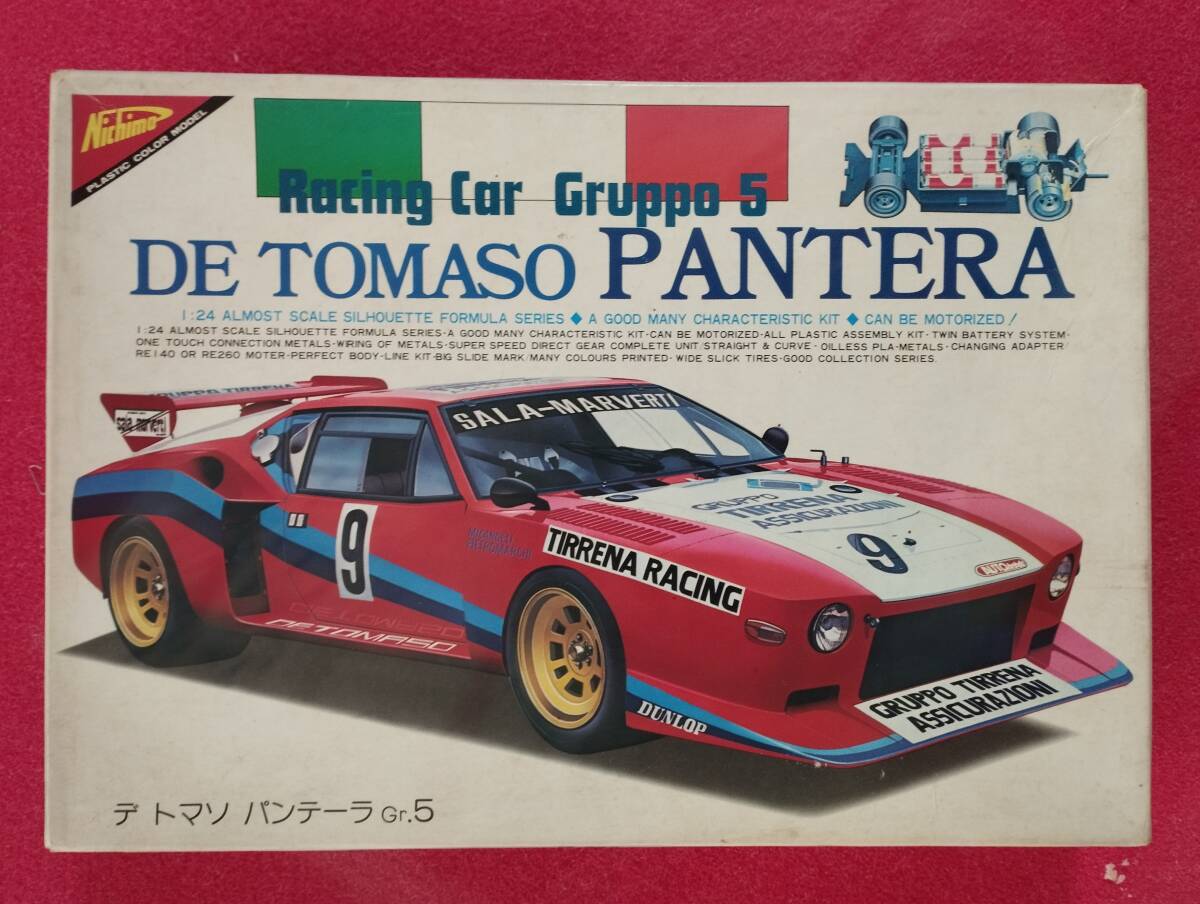 Nichimo
PLASTIC COLOR MODEL
Racing Car Gruppo 5
DE TOMASO PANTERA
1:24 ALMOST SCALE SILHOUETTE FORMULA SERIES ◆ A GOOD MANY CHARACTERISTIC KIT ◆ CAN BE MOTORIZED!
1:24 ALMOST SCALE SILHOUETTE FORMULA SERIES·A GOOD MANY CHARACTERISTIC KIT·CAN BE MOTORIZED·ALL PLASTIC ASSEMBLY KIT·TWIN BATTERY SYSTEM·
ONE TOUCH CONNECTION METALS·WIRING OF METALS·SUPER SPEED DIRECT GEAR COMPLETE UNIT STRAIGHT & CURVE·OILLESS PLA-METALS·CHANGING ADAPTER/
RE140 OR RE260 MOTER·PERFECT BODY-LINE KIT·BIG SLIDE MARK/MANY COLOURS PRINTED·WIDE SLICK TIRES·GOOD COLLECTION SERIES.
GRUPPO TIRRENA
sala marverti
SALA-MARVERTI
GRUPPO
TIRRENA
ASSICURAZIONI
9
9
TIRRENA RACING
DE TOMASO
DUNLOP
GRUPPO TIRRENA
ASSICURAZIONI
デ トマソ パンテーラ Gr.5